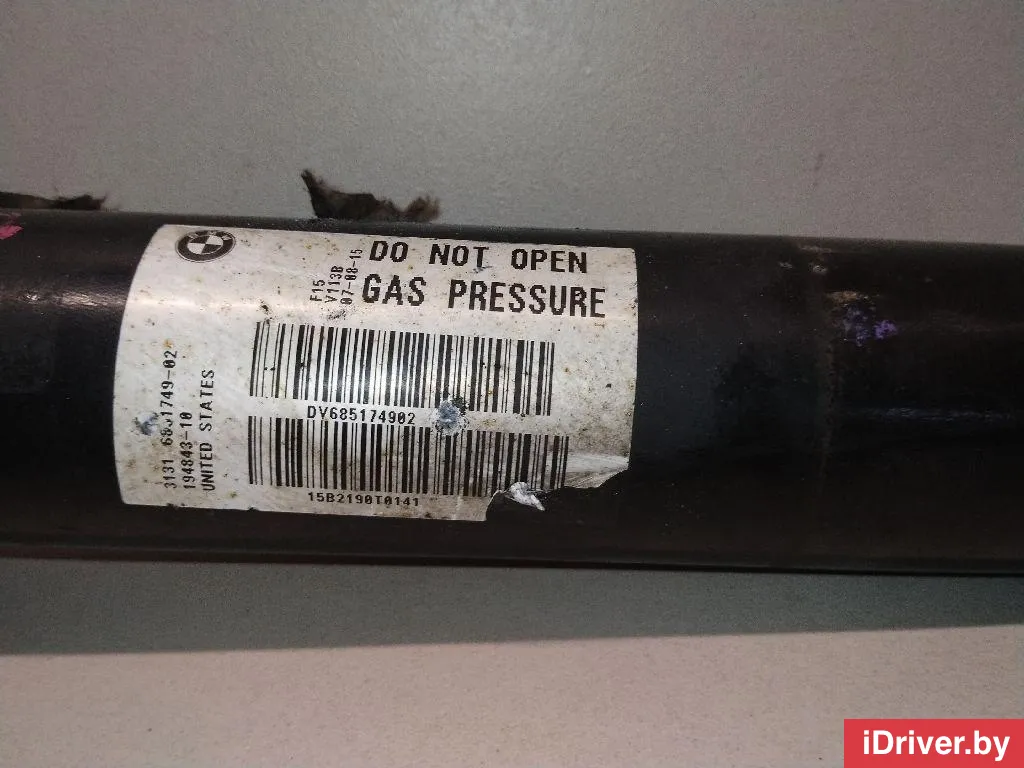 DO NOT OPEN
GAS PRESSURE
F15
V113B
07-08-15
DV685174902
15B2190T0141
3131 6851749-02
194843-10
UNITED STATES
iDriver.by